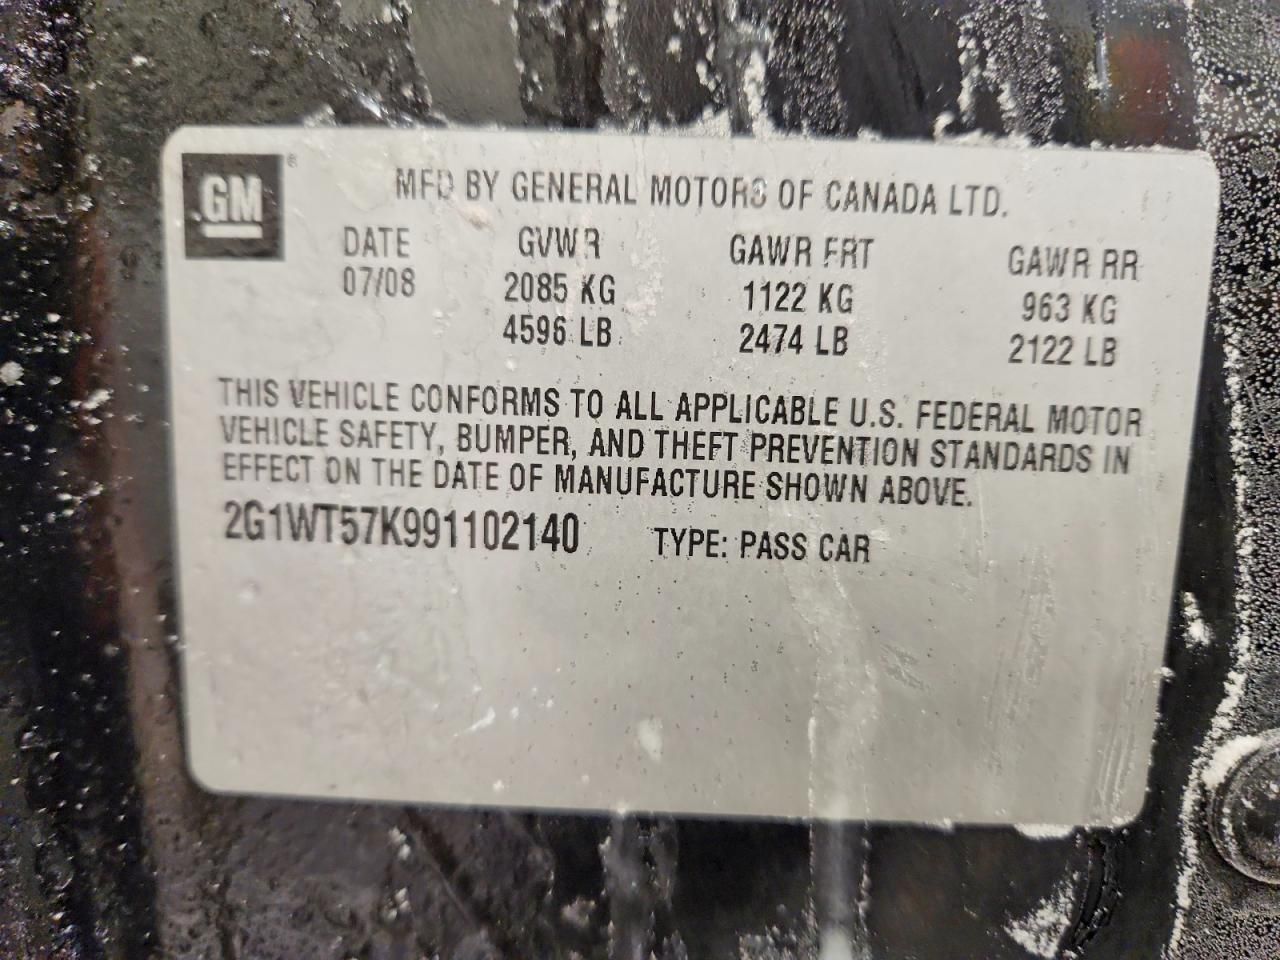 GM ®
MFD BY GENERAL MOTORS OF CANADA LTD.
DATE GVWR GAWR FRT GAWR RR
07/08 2085 KG 1122 KG 963 KG
4596 LB 2474 LB 2122 LB
THIS VEHICLE CONFORMS TO ALL APPLICABLE U.S. FEDERAL MOTOR
VEHICLE SAFETY, BUMPER, AND THEFT PREVENTION STANDARDS IN
EFFECT ON THE DATE OF MANUFACTURE SHOWN ABOVE.
2G1WT57K991102140 TYPE: PASS CAR